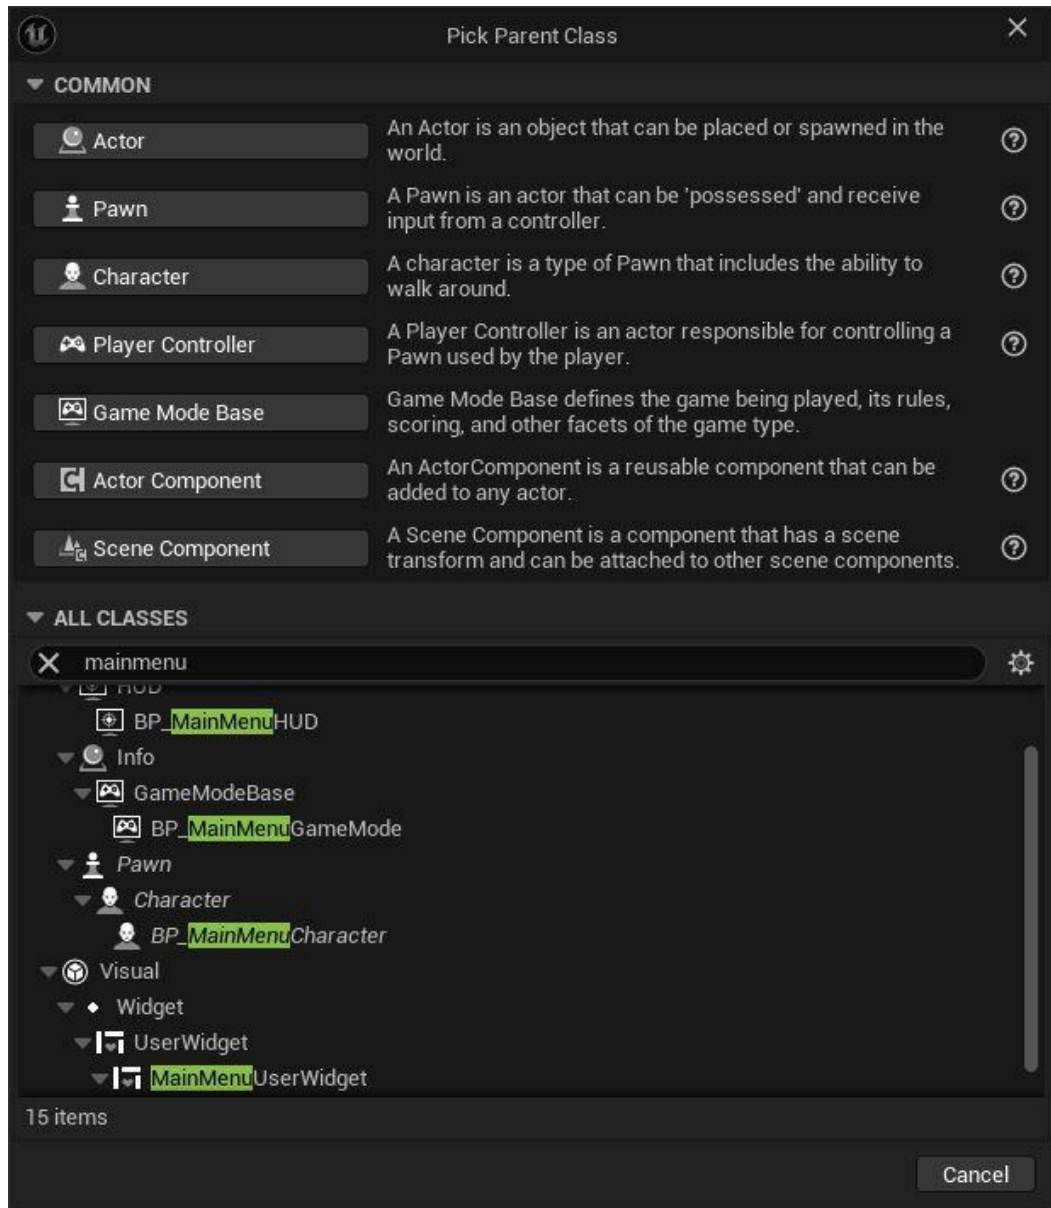 Pick Parent Class
COMMON
Actor
An Actor is an object that can be placed or spawned in the
world.
Pawn
A Pawn is an actor that can be 'possessed' and receive
input from a controller.
Character
A character is a type of Pawn that includes the ability to
walk around.
Player Controller
A Player Controller is an actor responsible for controlling a
Pawn used by the player.
Game Mode Base
Game Mode Base defines the game being played, its rules,
scoring, and other facets of the game type.
Actor Component
An ActorComponent is a reusable component that can be
added to any actor.
Scene Component
A Scene Component is a component that has a scene
transform and can be attached to other scene components.
ALL CLASSES
mainmenu
HUD
BP_MainMenuHUD
Info
GameModeBase
BP_MainMenuGameMode
Pawn
Character
BP_MainMenuCharacter
Visual
Widget
UserWidget
MainMenuUserWidget
15 items
Cancel